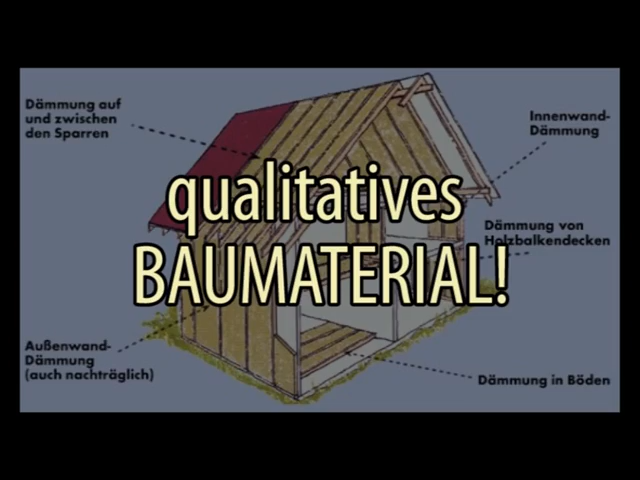 Dämmung auf
und zwischen
den Sparren
Innenwand-
Dämmung
qualitatives
BAUMATERIAL!
Dämmung von
Holzbalkendecken
Außenwand-
Dämmung
(auch nachträglich)
Dämmung in Böden